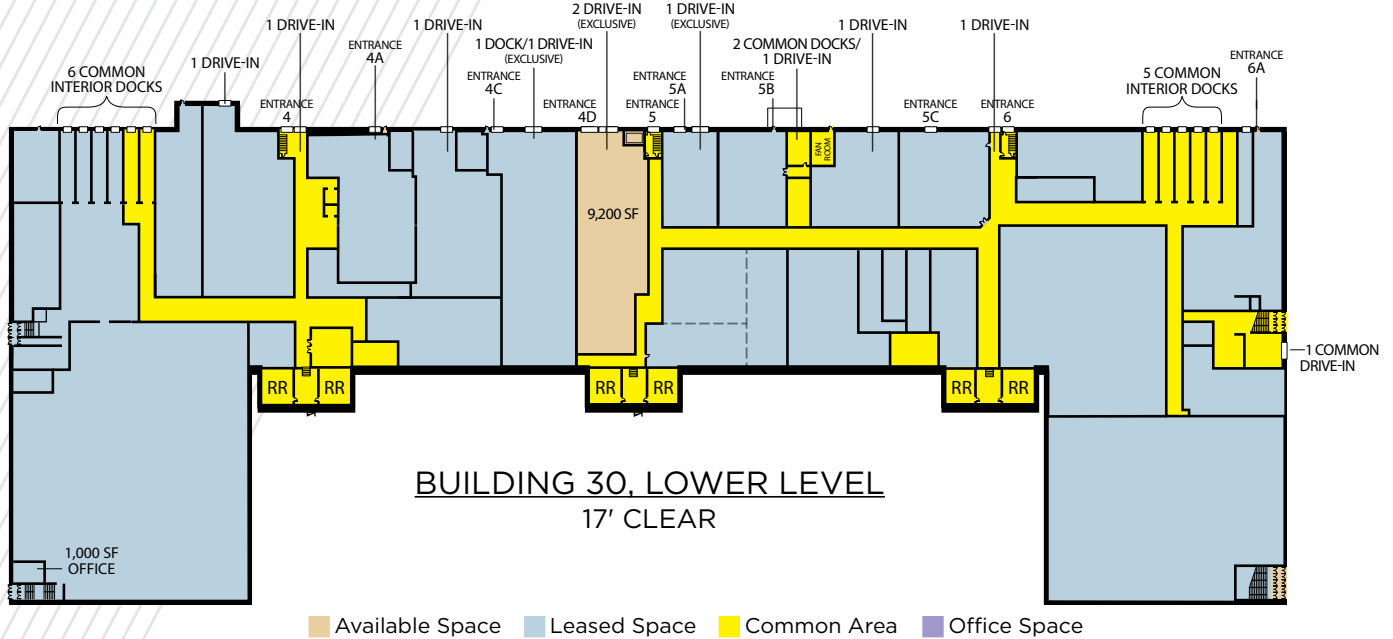 2 DRIVE-IN
(EXCLUSIVE)
1 DRIVE-IN
(EXCLUSIVE)
1 DRIVE-IN
1 DRIVE-IN
1 DRIVE-IN
1 DRIVE-IN
ENTRANCE
4A
1 DOCK/1 DRIVE-IN
(EXCLUSIVE)
2 COMMON DOCKS/
1 DRIVE-IN
1 DRIVE-IN
6 COMMON
INTERIOR DOCKS
ENTRANCE
4C
ENTRANCE
5A
ENTRANCE
5B
5 COMMON
INTERIOR DOCKS
ENTRANCE
6A
ENTRANCE
4
ENTRANCE
4D
ENTRANCE
5
ENTRANCE
5C
ENTRANCE
6
FAN
ROOM
9,200 SF
1 COMMON
DRIVE-IN
RR
RR
RR
RR
RR
RR
BUILDING 30, LOWER LEVEL
17' CLEAR
1,000 SF
OFFICE
Available Space
Leased Space
Common Area
Office Space